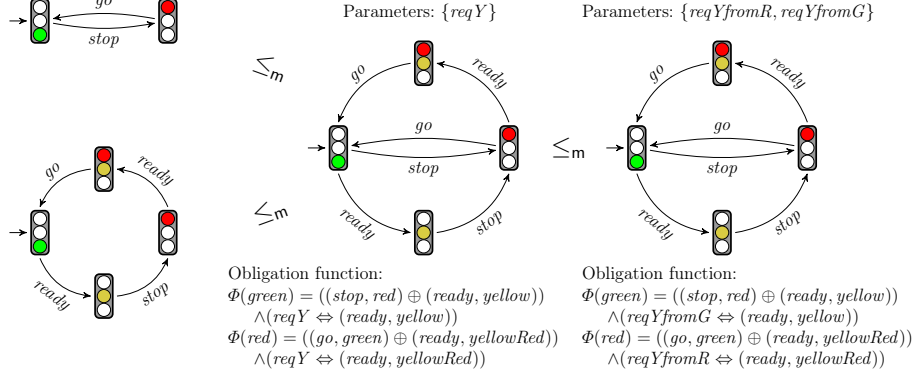 go
stop
go
ready
ready
stop
≤m
≤m
Parameters: {reqY}
go
ready
go
stop
ready
stop
Obligation function:
Φ(green) = ((stop, red) ⊕ (ready, yellow))
∧(reqY ⇔ (ready, yellow))
Φ(red) = ((go, green) ⊕ (ready, yellowRed))
∧(reqY ⇔ (ready, yellowRed))
≤m
Parameters: {reqYfromR, reqYfromG}
go
ready
go
stop
ready
stop
Obligation function:
Φ(green) = ((stop, red) ⊕ (ready, yellow))
∧(reqYfromG ⇔ (ready, yellow))
Φ(red) = ((go, green) ⊕ (ready, yellowRed))
∧(reqYfromR ⇔ (ready, yellowRed))